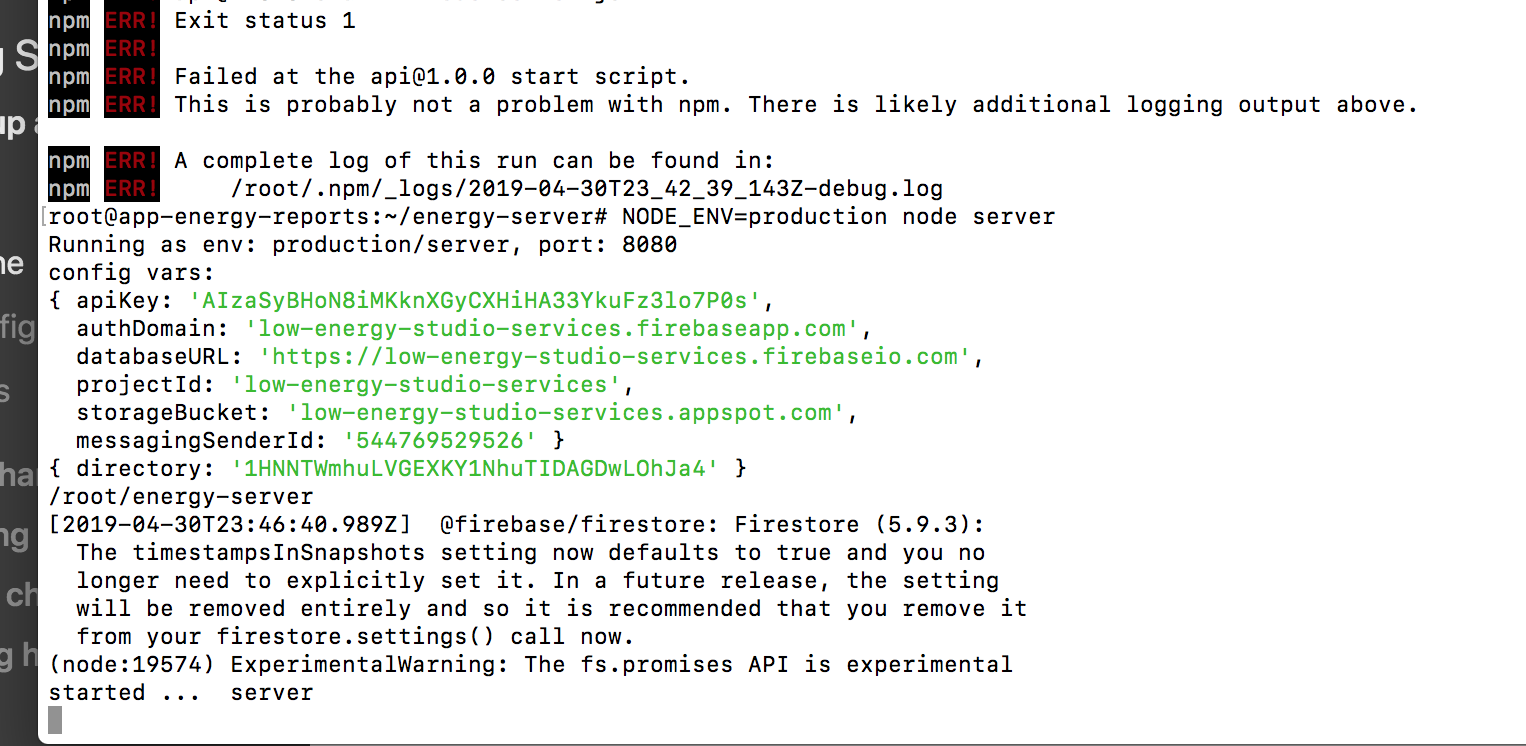 npm ERR! Exit status 1
npm ERR!
npm ERR! Failed at the api@1.0.0 start script.
npm ERR! This is probably not a problem with npm. There is likely additional logging output above.
npm ERR! A complete log of this run can be found in:
npm ERR!     /root/.npm/_logs/2019-04-30T23_42_39_143Z-debug.log
[root@app-energy-reports:~/energy-server# NODE_ENV=production node server
Running as env: production/server, port: 8080
config vars:
{ apiKey: 'AIzaSyBHoN8iMKknXGyCXHiHA33YkuFz3lo7P0s',
  authDomain: 'low-energy-studio-services.firebaseapp.com',
  databaseURL: 'https://low-energy-studio-services.firebaseio.com',
  projectId: 'low-energy-studio-services',
  storageBucket: 'low-energy-studio-services.appspot.com',
  messagingSenderId: '544769529526' }
{ directory: '1HNNTWmhuLVGEXKY1NhuTIDAGDwLOhJa4' }
/root/energy-server
[2019-04-30T23:46:40.989Z]  @firebase/firestore: Firestore (5.9.3):
  The timestampsInSnapshots setting now defaults to true and you no
  longer need to explicitly set it. In a future release, the setting
  will be removed entirely and so it is recommended that you remove it
  from your firestore.settings() call now.
(node:19574) ExperimentalWarning: The fs.promises API is experimental
started ...  server